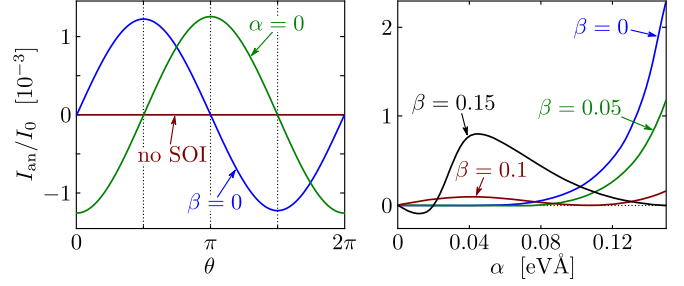 I_an/I_0 [10^−3]
1
0
−1
α = 0
no SOI
β = 0
0
π
2π
θ
2
1
0
β = 0
β = 0.15
β = 0.05
β = 0.1
0
0.04
0.08
0.12
α [eVÅ]